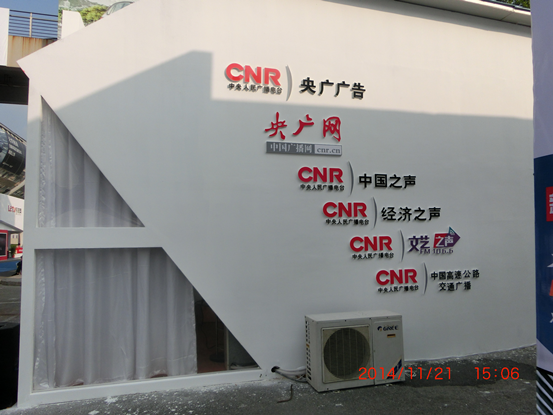 CNR 央广广告
中央人民广播电台
央广网
中国广播网 cnr.cn
CNR 中国之声
中央人民广播电台
CNR 经济之声
中央人民广播电台
CNR 文艺之声
中央人民广播电台
CNR 中国高速公路
中央人民广播电台 交通广播
2014/11/21 15:06